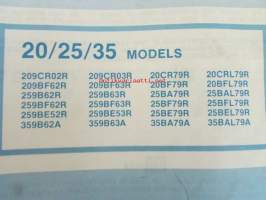 20/25/35 MODELS
209CR02R 209CR03R 20CR79R 20CRL79R
209BF62R 209BF63R 20BF79R 20BFL79R
259B62R 259B63R 25BA79R 25BAL79R
259BF62R 259BF63R 25BF79R 25BFL79R
259BE52R 259BE53R 25BE79R 25BEL79R
359B62A 359B63A 35BA79A 35BAL79A